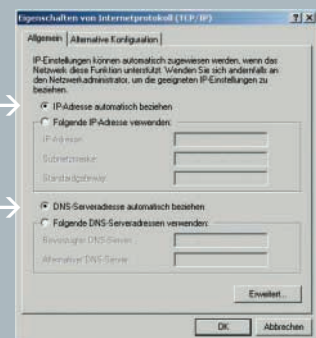 Eigenschaften von Internetprotokoll (TCP/IP)
Allgemein
Alternative Konfiguration
IP-Einstellungen können automatisch zugewiesen werden, wenn das
Netzwerk diese Funktion unterstützt. Wenden Sie sich andernfalls an
den Netzwerkadministrator, um die geeigneten IP-Einstellungen zu
beziehen.
IP-Adresse automatisch beziehen
Folgende IP-Adresse verwenden:
IP-Adresse:
Subnetzmaske:
Standardgateway:
DNS-Serveradresse automatisch beziehen
Folgende DNS-Serveradressen verwenden:
Bevorzugter DNS-Server:
Alternativer DNS-Server:
Erweitert...
OK
Abbrechen